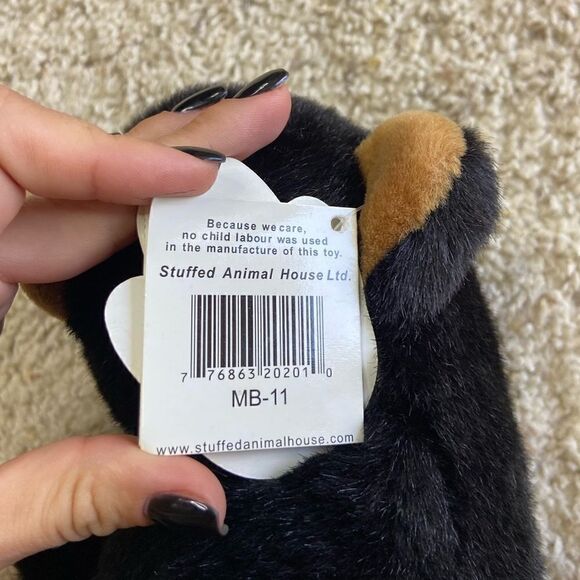 Because we care,
no child labour was used
in the manufacture of this toy.
Stuffed Animal House Ltd.
7 76863 20201 0
MB-11
www.stuffedanimalhouse.com